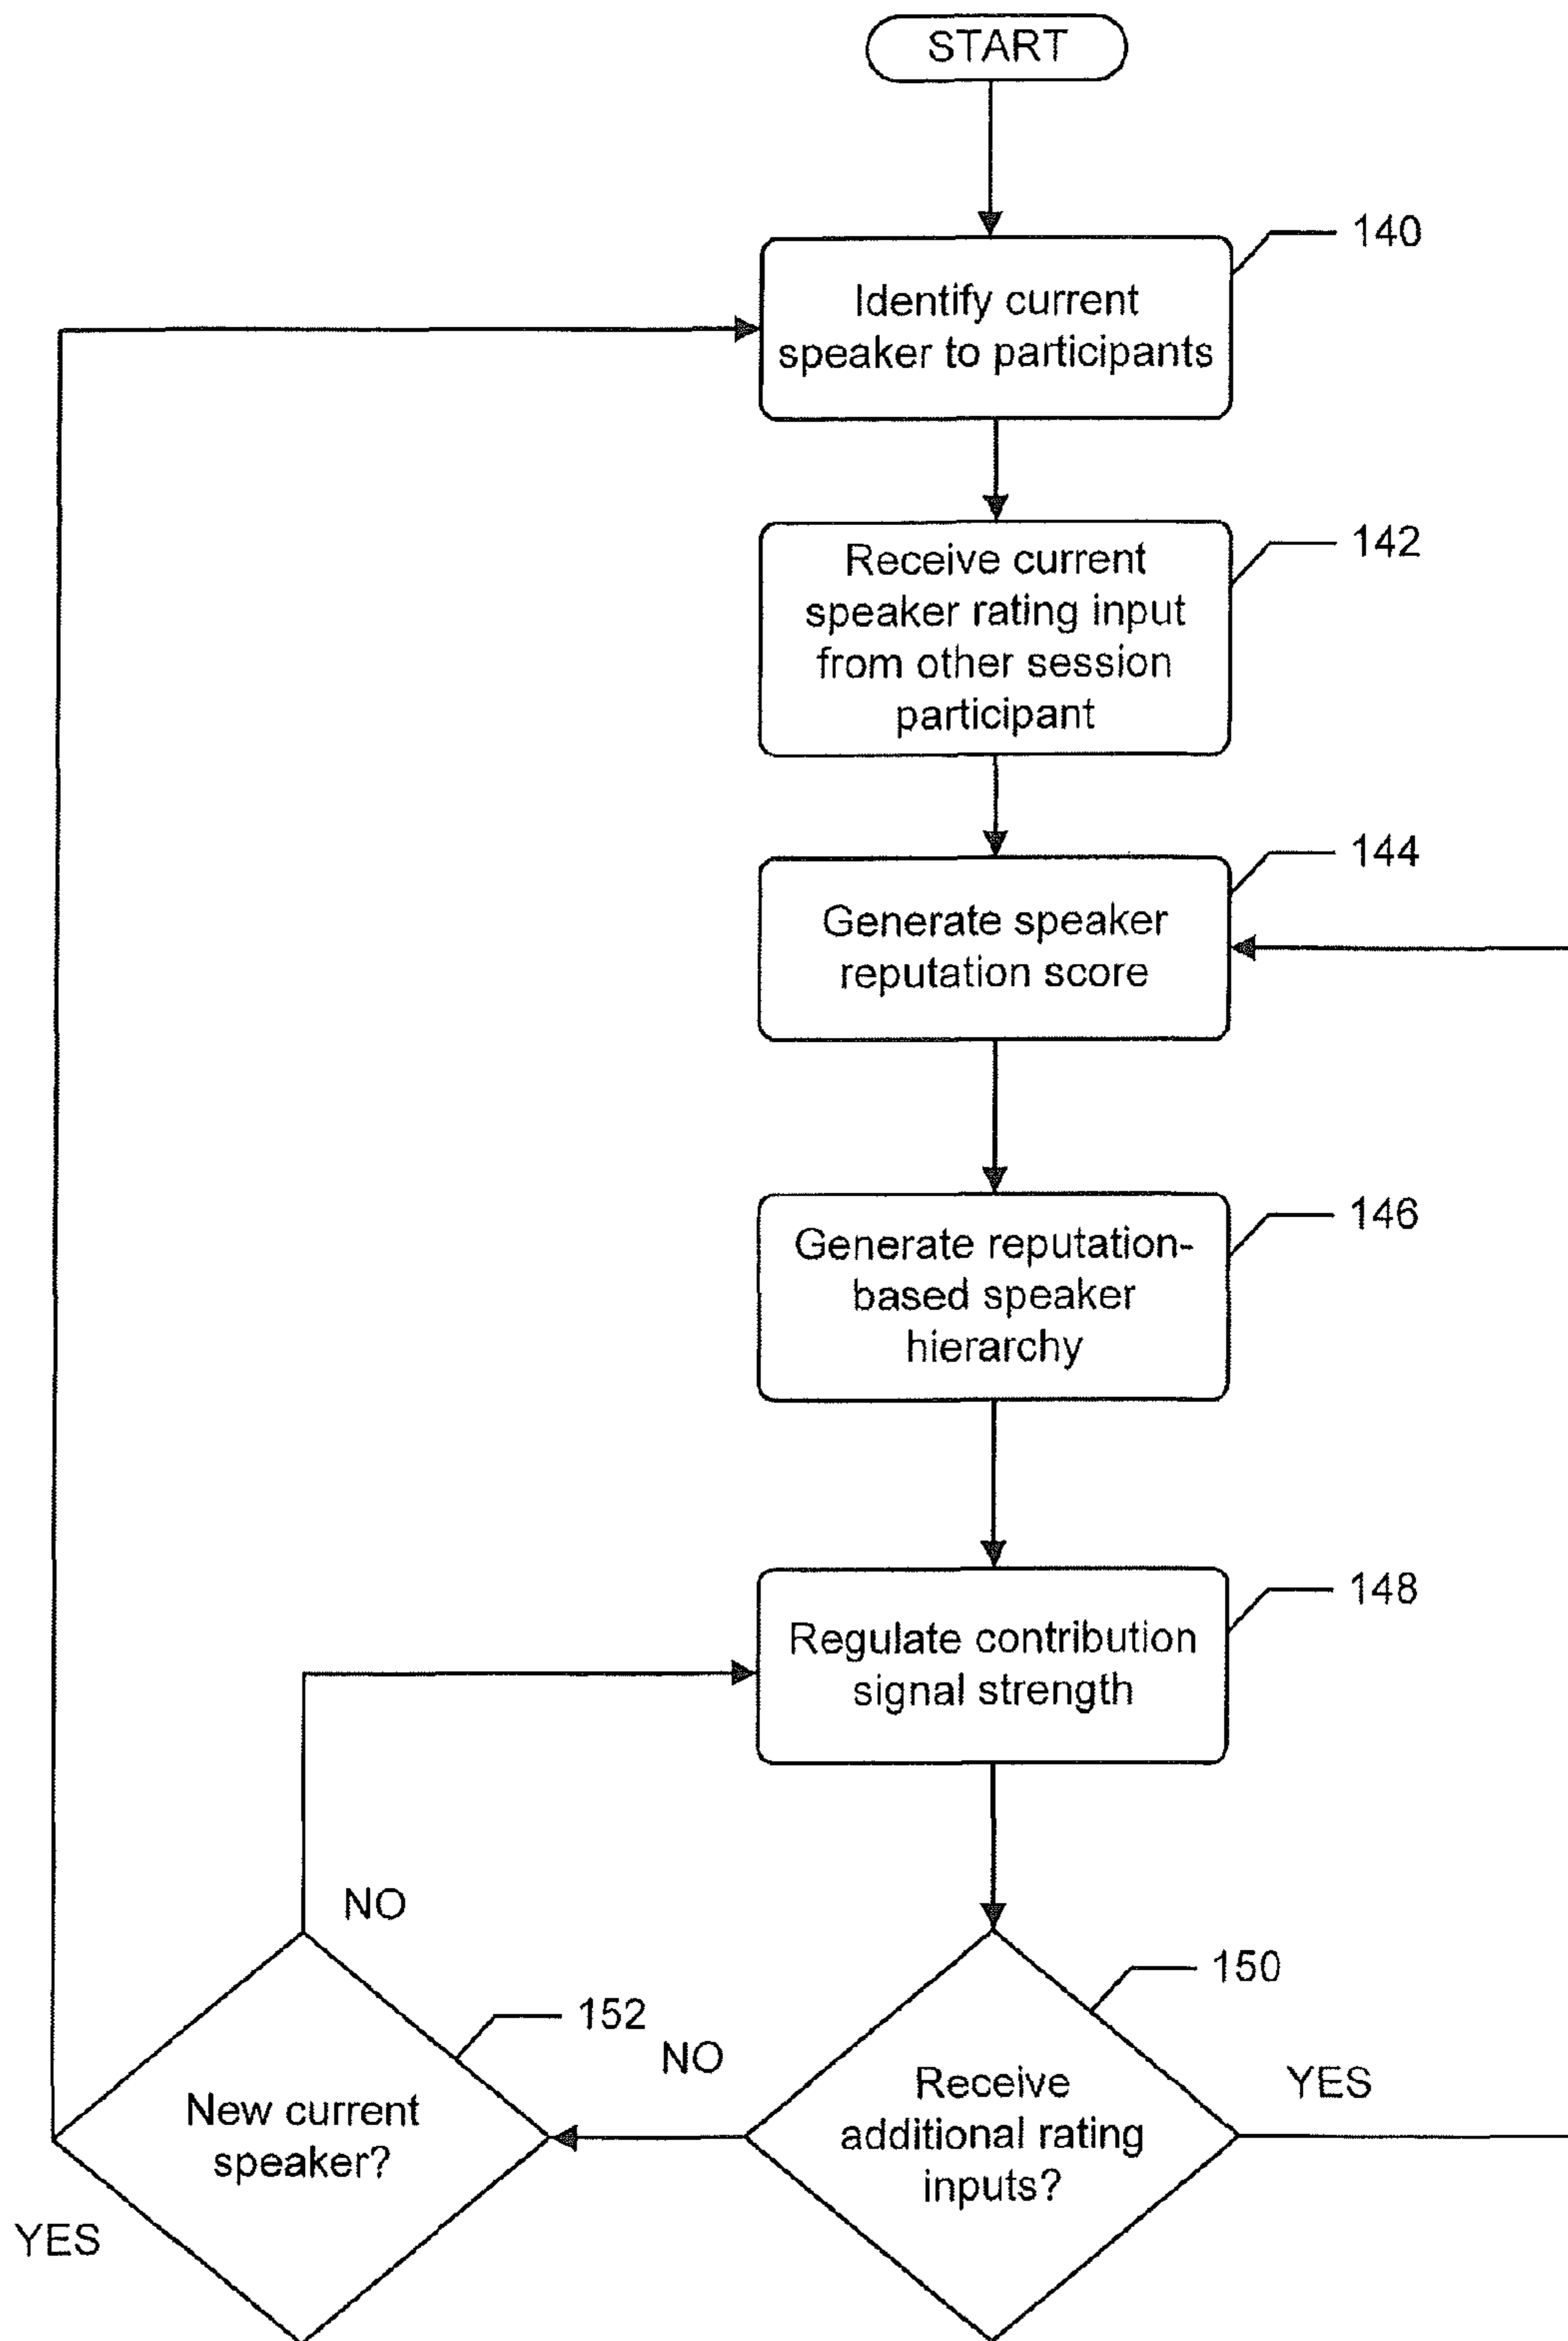 START
140
Identify current
speaker to participants
142
Receive current
speaker rating input
from other session
participant
144
Generate speaker
reputation score
146
Generate reputation-
based speaker
hierarchy
148
Regulate contribution
signal strength
NO
150
152
NO
Receive
additional rating
inputs?
YES
New current
speaker?
YES